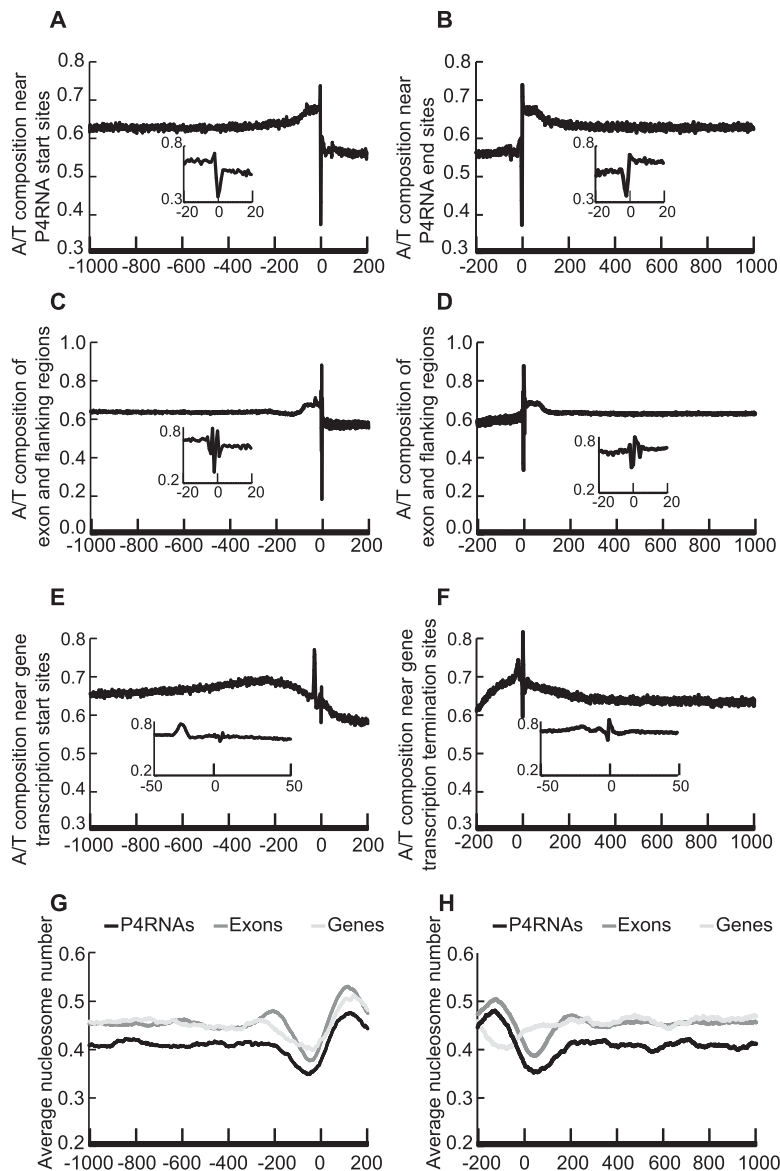 A
A/T composition near
P4RNA start sites
0.8
0.7
0.6
0.5
0.4
0.3
0.8
0.3
-20 0 20
-1000 -800 -600 -400 -200 0 200
B
A/T composition near
P4RNA end sites
0.8
0.7
0.6
0.5
0.4
0.3
0.8
0.3
-20 0 20
-200 0 200 400 600 800 1000
C
A/T composition of
exon and flanking regions
1.0
0.8
0.6
0.4
0.2
0.0
0.8
0.2
-20 0 20
-1000 -800 -600 -400 -200 0 200
D
A/T composition of
exon and flanking regions
1.0
0.8
0.6
0.4
0.2
0.0
0.8
0.2
-20 0 20
-200 0 200 400 600 800 1000
E
A/T composition near gene
transcription start sites
0.8
0.7
0.6
0.5
0.4
0.3
0.8
0.2
-50 0 50
-1000 -800 -600 -400 -200 0 200
F
A/T composition near gene
transcription termination sites
0.8
0.7
0.6
0.5
0.4
0.3
0.8
0.2
-50 0 50
-200 0 200 400 600 800 1000
G
P4RNAs Exons Genes
Average nucleosome number
0.6
0.5
0.4
0.3
0.2
-1000 -800 -600 -400 -200 0 200
H
P4RNAs Exons Genes
Average nucleosome number
0.6
0.5
0.4
0.3
0.2
-200 0 200 400 600 800 1000